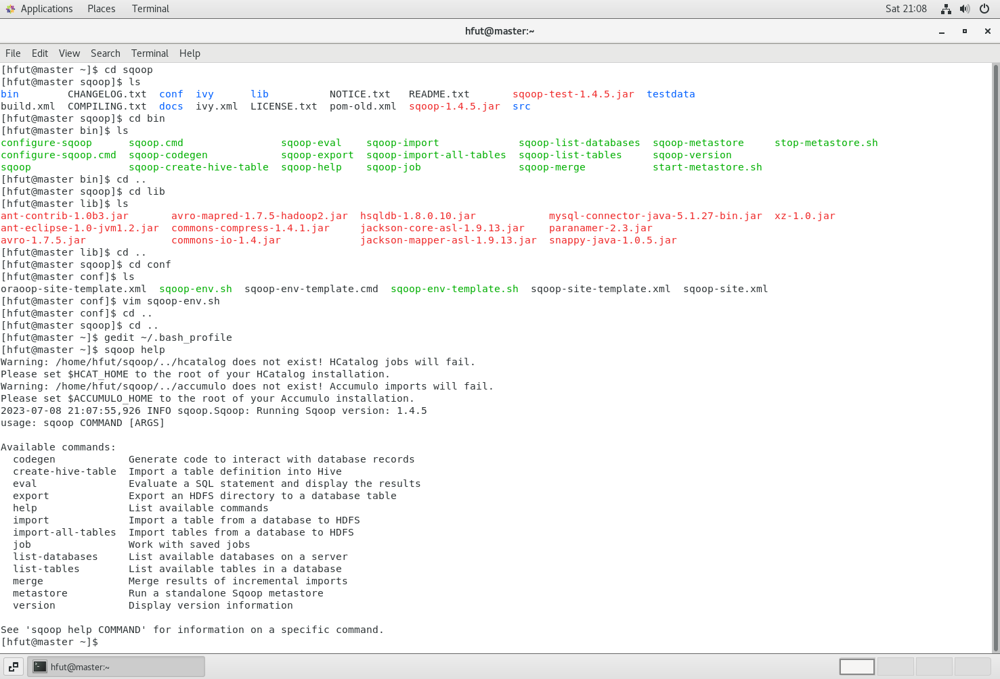 Applications Places Terminal Sat 21:08
hfut@master:~
File Edit View Search Terminal Help
[hfut@master ~]$ cd sqoop
[hfut@master sqoop]$ ls
bin        CHANGELOG.txt  conf  ivy      lib          NOTICE.txt   README.txt       sqoop-test-1.4.5.jar  testdata
build.xml  COMPILING.txt  docs  ivy.xml  LICENSE.txt  pom-old.xml  sqoop-1.4.5.jar  src
[hfut@master sqoop]$ cd bin
[hfut@master bin]$ ls
configure-sqoop      sqoop.cmd                sqoop-eval    sqoop-import             sqoop-list-databases  sqoop-metastore     stop-metastore.sh
configure-sqoop.cmd  sqoop-codegen            sqoop-export  sqoop-import-all-tables  sqoop-list-tables     sqoop-version
sqoop                sqoop-create-hive-table  sqoop-help    sqoop-job                sqoop-merge           start-metastore.sh
[hfut@master bin]$ cd ..
[hfut@master sqoop]$ cd lib
[hfut@master lib]$ ls
ant-contrib-1.0b3.jar       avro-mapred-1.7.5-hadoop2.jar  hsqldb-1.8.0.10.jar            mysql-connector-java-5.1.27-bin.jar  xz-1.0.jar
ant-eclipse-1.0-jvm1.2.jar  commons-compress-1.4.1.jar     jackson-core-asl-1.9.13.jar    paranamer-2.3.jar
avro-1.7.5.jar              commons-io-1.4.jar             jackson-mapper-asl-1.9.13.jar  snappy-java-1.0.5.jar
[hfut@master lib]$ cd ..
[hfut@master sqoop]$ cd conf
[hfut@master conf]$ ls
oraoop-site-template.xml  sqoop-env.sh  sqoop-env-template.cmd  sqoop-env-template.sh  sqoop-site-template.xml  sqoop-site.xml
[hfut@master conf]$ vim sqoop-env.sh
[hfut@master conf]$ cd ..
[hfut@master sqoop]$ cd ..
[hfut@master ~]$ gedit ~/.bash_profile
[hfut@master ~]$ sqoop help
Warning: /home/hfut/sqoop/../hcatalog does not exist! HCatalog jobs will fail.
Please set $HCAT_HOME to the root of your HCatalog installation.
Warning: /home/hfut/sqoop/../accumulo does not exist! Accumulo imports will fail.
Please set $ACCUMULO_HOME to the root of your Accumulo installation.
2023-07-08 21:07:55,926 INFO sqoop.Sqoop: Running Sqoop version: 1.4.5
usage: sqoop COMMAND [ARGS]

Available commands:
  codegen            Generate code to interact with database records
  create-hive-table  Import a table definition into Hive
  eval               Evaluate a SQL statement and display the results
  export             Export an HDFS directory to a database table
  help               List available commands
  import             Import a table from a database to HDFS
  import-all-tables  Import tables from a database to HDFS
  job                Work with saved jobs
  list-databases     List available databases on a server
  list-tables        List available tables in a database
  merge              Merge results of incremental imports
  metastore          Run a standalone Sqoop metastore
  version            Display version information

See 'sqoop help COMMAND' for information on a specific command.
[hfut@master ~]$
hfut@master:~